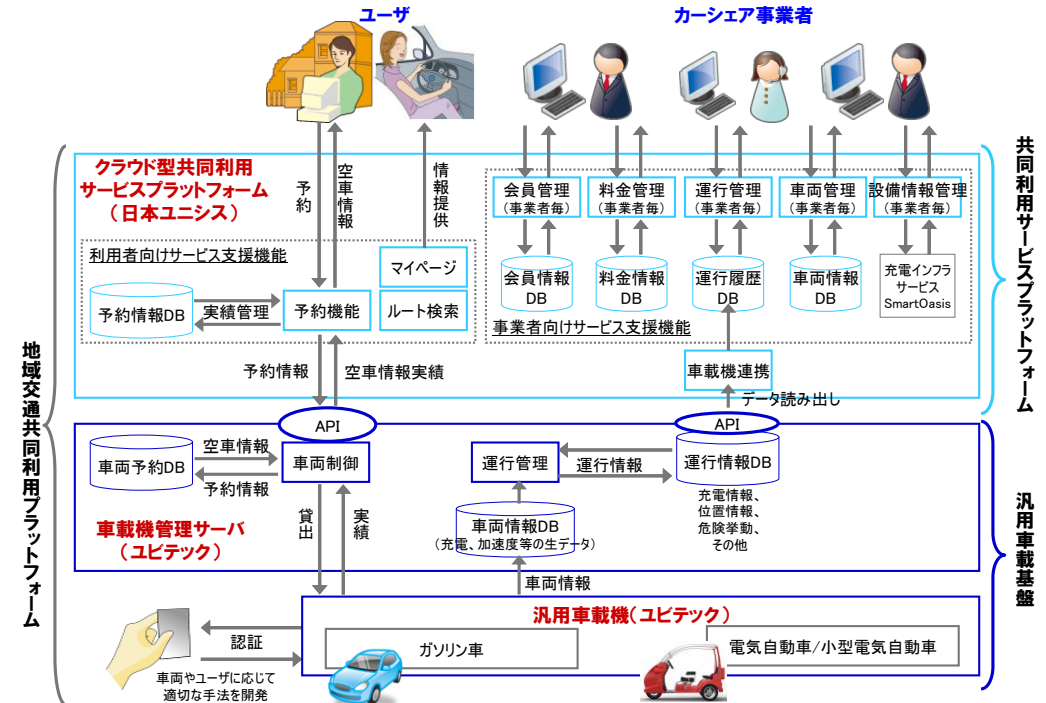 ユーザ
カーシェア事業者
クラウド型共同利用
サービスプラットフォーム
（日本ユニシス）
予約
空車情報
情報提供
利用者向けサービス支援機能
予約情報DB
実績管理
予約機能
マイページ
ルート検索
会員管理
（事業者毎）
料金管理
（事業者毎）
運行管理
（事業者毎）
車両管理
（事業者毎）
設備情報管理
（事業者毎）
会員情報
DB
料金情報
DB
運行履歴
DB
車両情報
DB
充電インフラ
サービス
SmartOasis
事業者向けサービス支援機能
予約情報
空車情報実績
車載機連携
データ読み出し
共同利用サービスプラットフォーム
地域交通共同利用プラットフォーム
API
API
車両予約DB
空車情報
予約情報
車両制御
運行管理
運行情報
運行情報DB
充電情報、
位置情報、
危険挙動、
その他
車載機管理サーバ
（ユビテック）
貸出
実績
車両情報DB
（充電、加速度等の生データ）
車両情報
汎用車載基盤
汎用車載機（ユビテック）
認証
ガソリン車
電気自動車/小型電気自動車
車両やユーザに応じて
適切な手法を開発